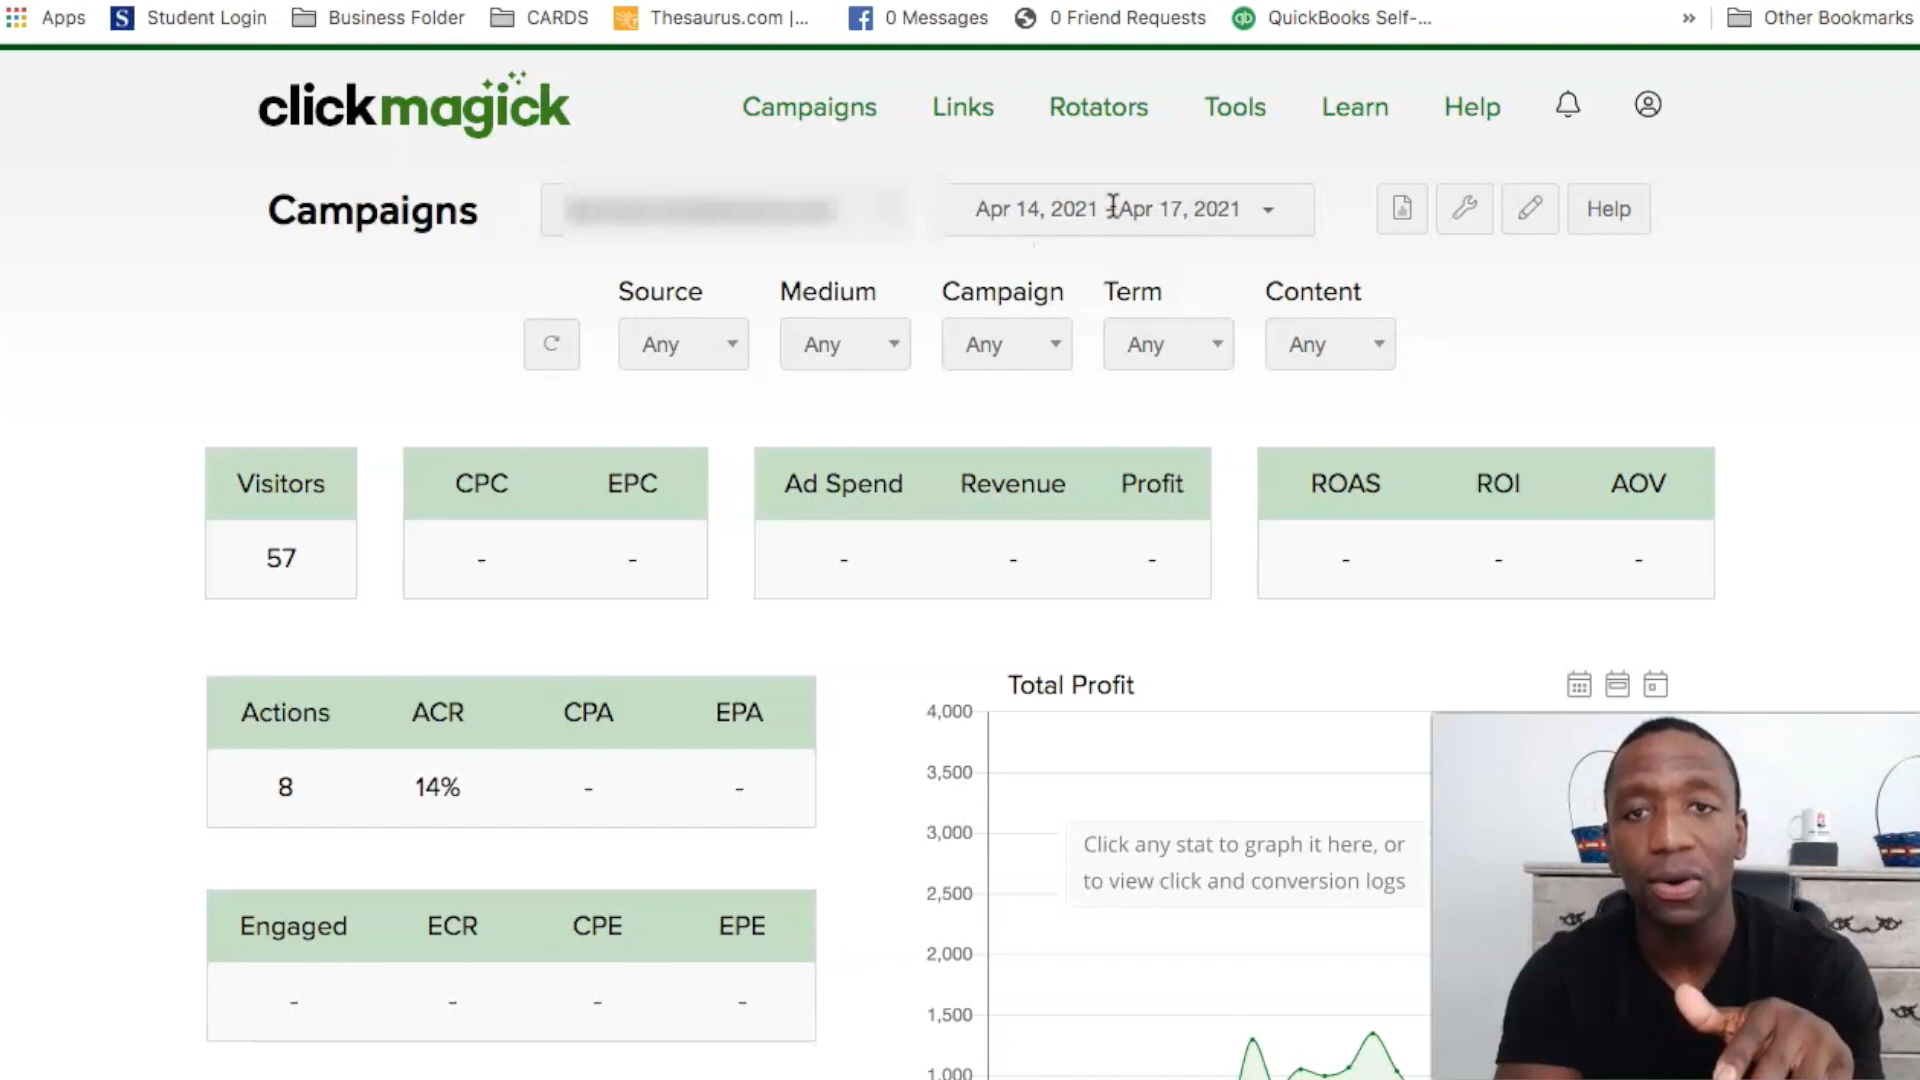 Apps Student Login Business Folder CARDS Thesaurus.com |... 0 Messages 0 Friend Requests QuickBooks Self-... » Other Bookmarks
clickmagick Campaigns Links Rotators Tools Learn Help
Campaigns Apr 14, 2021 - Apr 17, 2021 Help
Source Medium Campaign Term Content
Any Any Any Any Any
Visitors CPC EPC Ad Spend Revenue Profit ROAS ROI AOV
57 - - - - - - - -
Actions ACR CPA EPA
8 14% - -
Engaged ECR CPE EPE
- - - -
Total Profit
4,000
3,500
3,000
2,500
2,000
1,500
1,000
Click any stat to graph it here, or
to view click and conversion logs